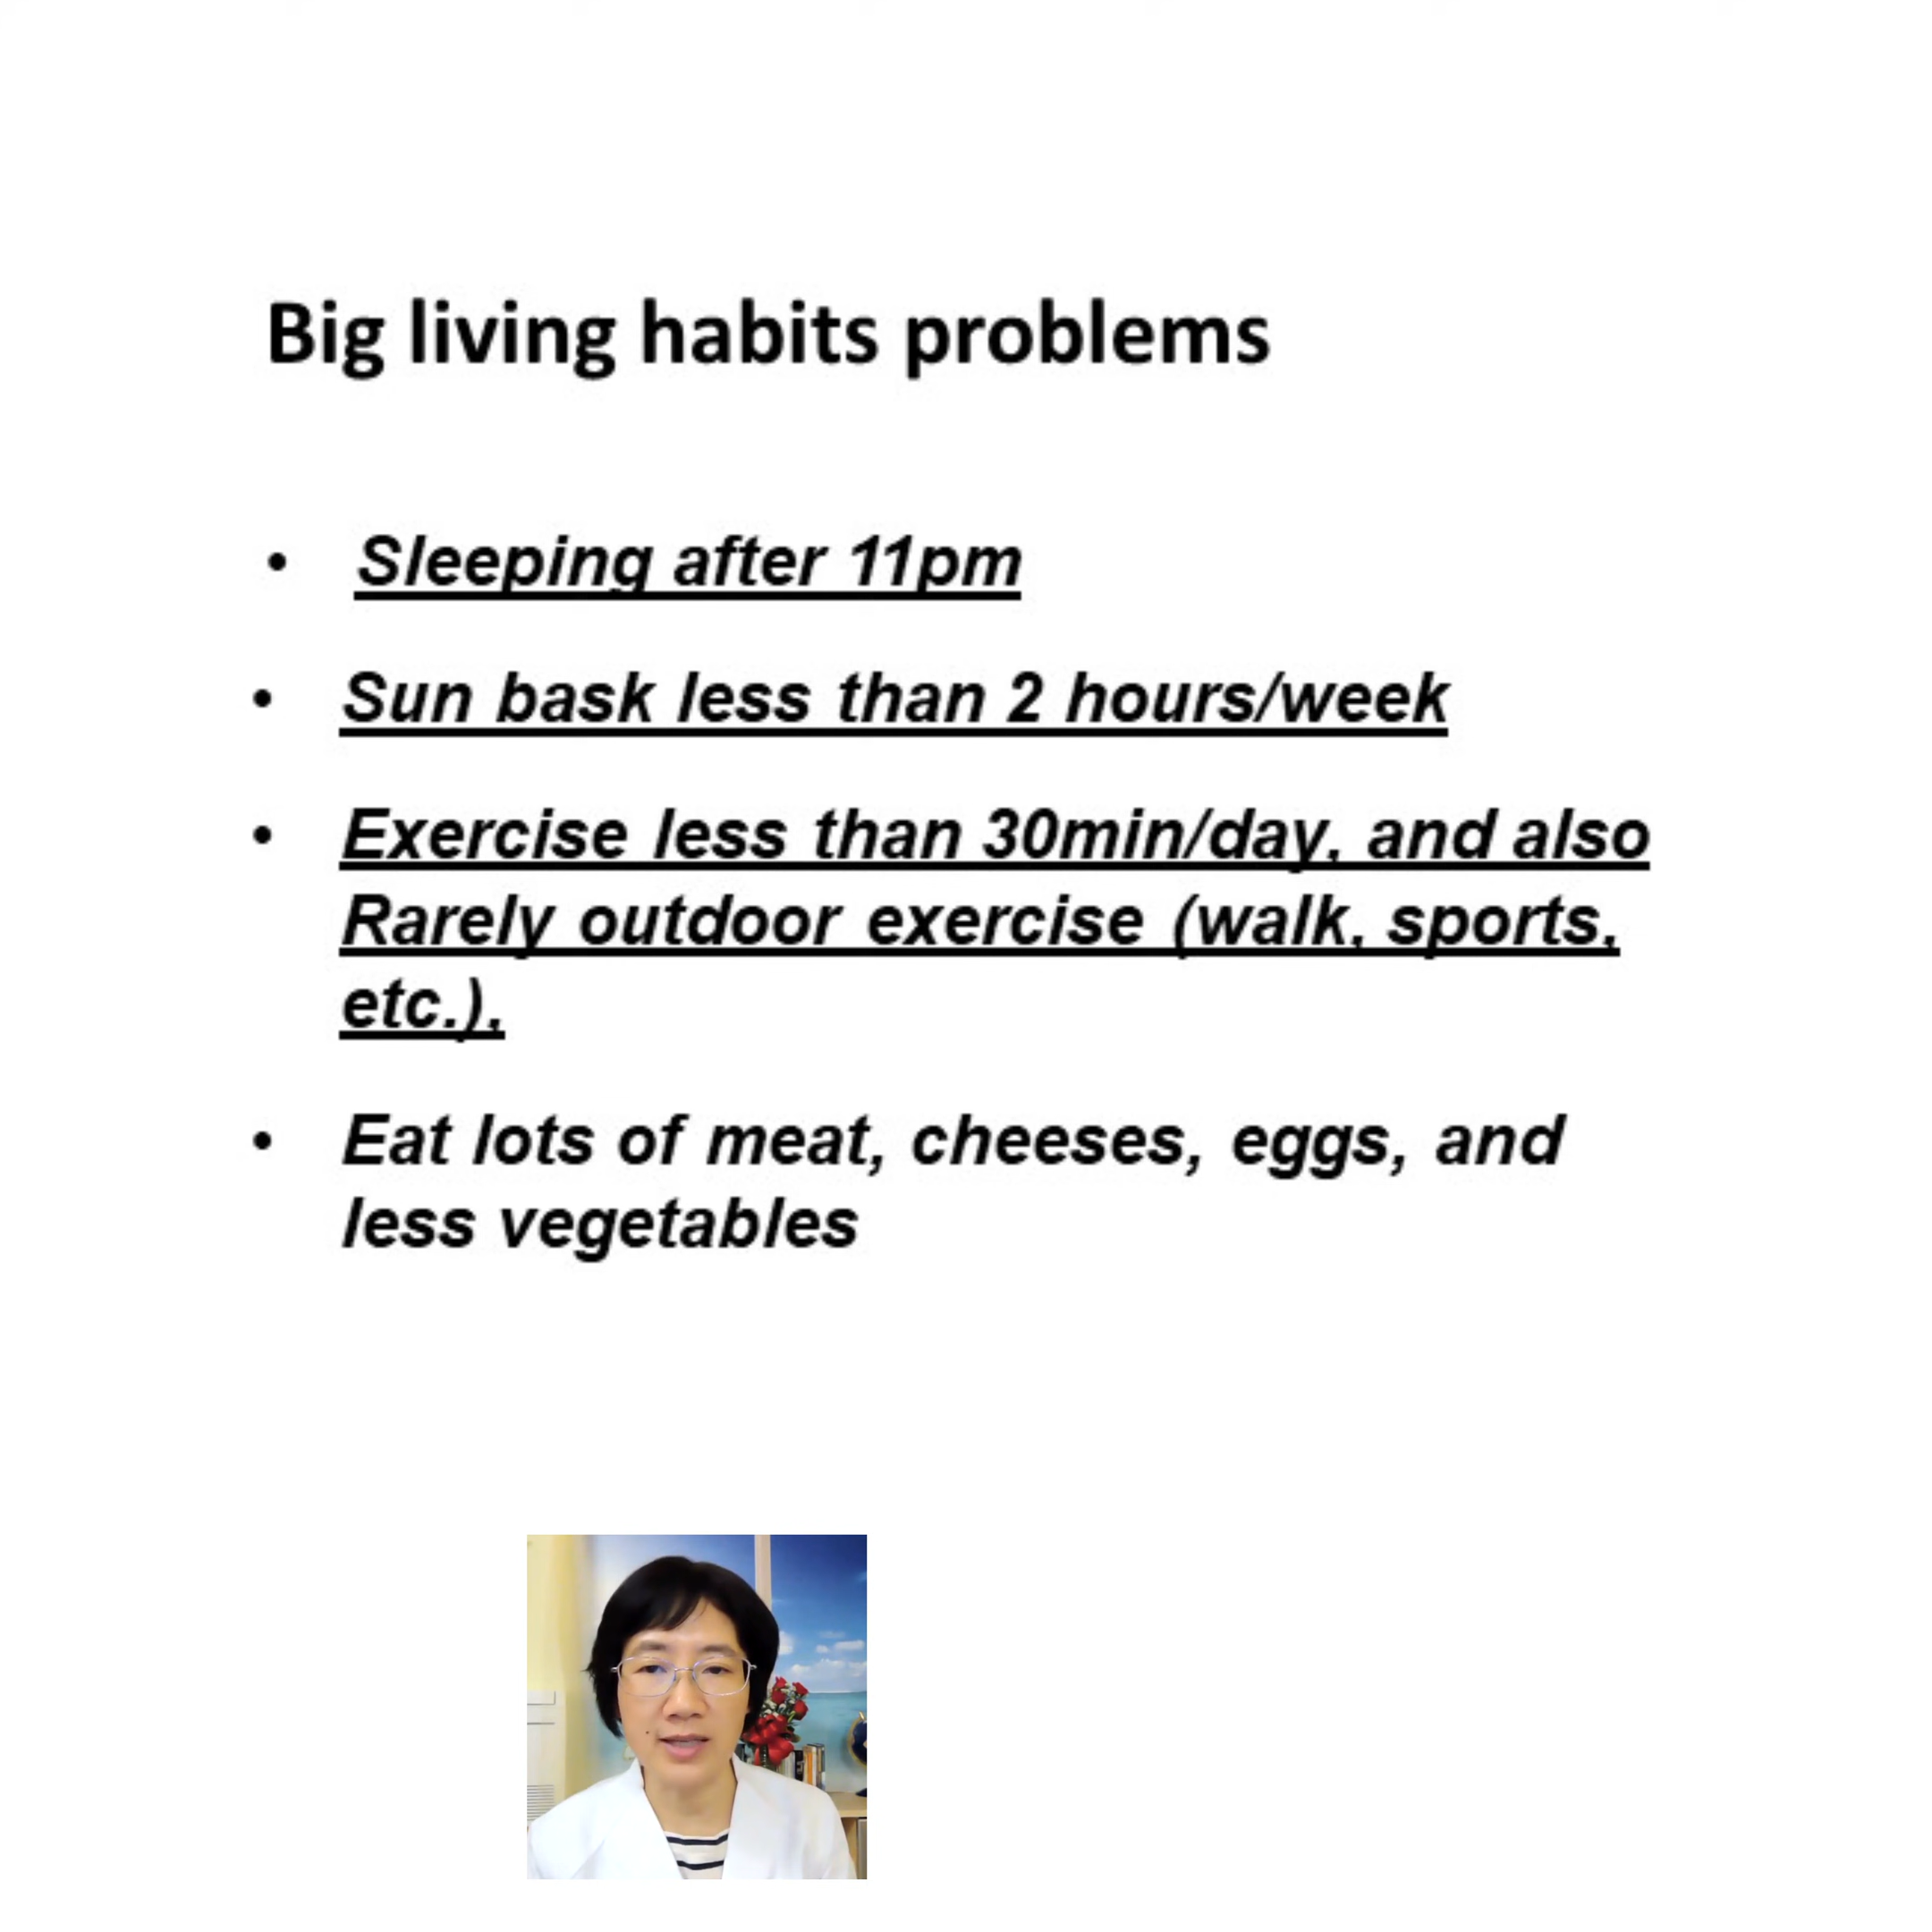 Big living habits problems
• Sleeping after 11pm
• Sun bask less than 2 hours/week
• Exercise less than 30min/day, and also
Rarely outdoor exercise (walk, sports,
etc.),
• Eat lots of meat, cheeses, eggs, and
less vegetables